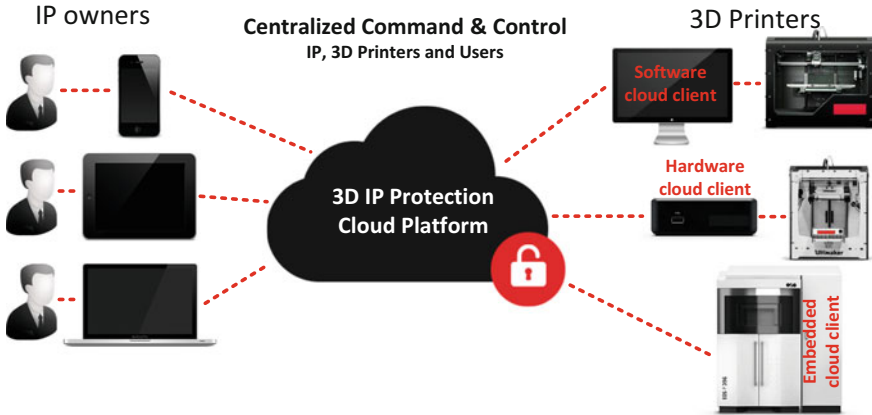 IP owners
Centralized Command & Control
IP, 3D Printers and Users
3D Printers
Software
cloud client
Hardware
cloud client
3D IP Protection
Cloud Platform
Ultimaker
Embedded
cloud client